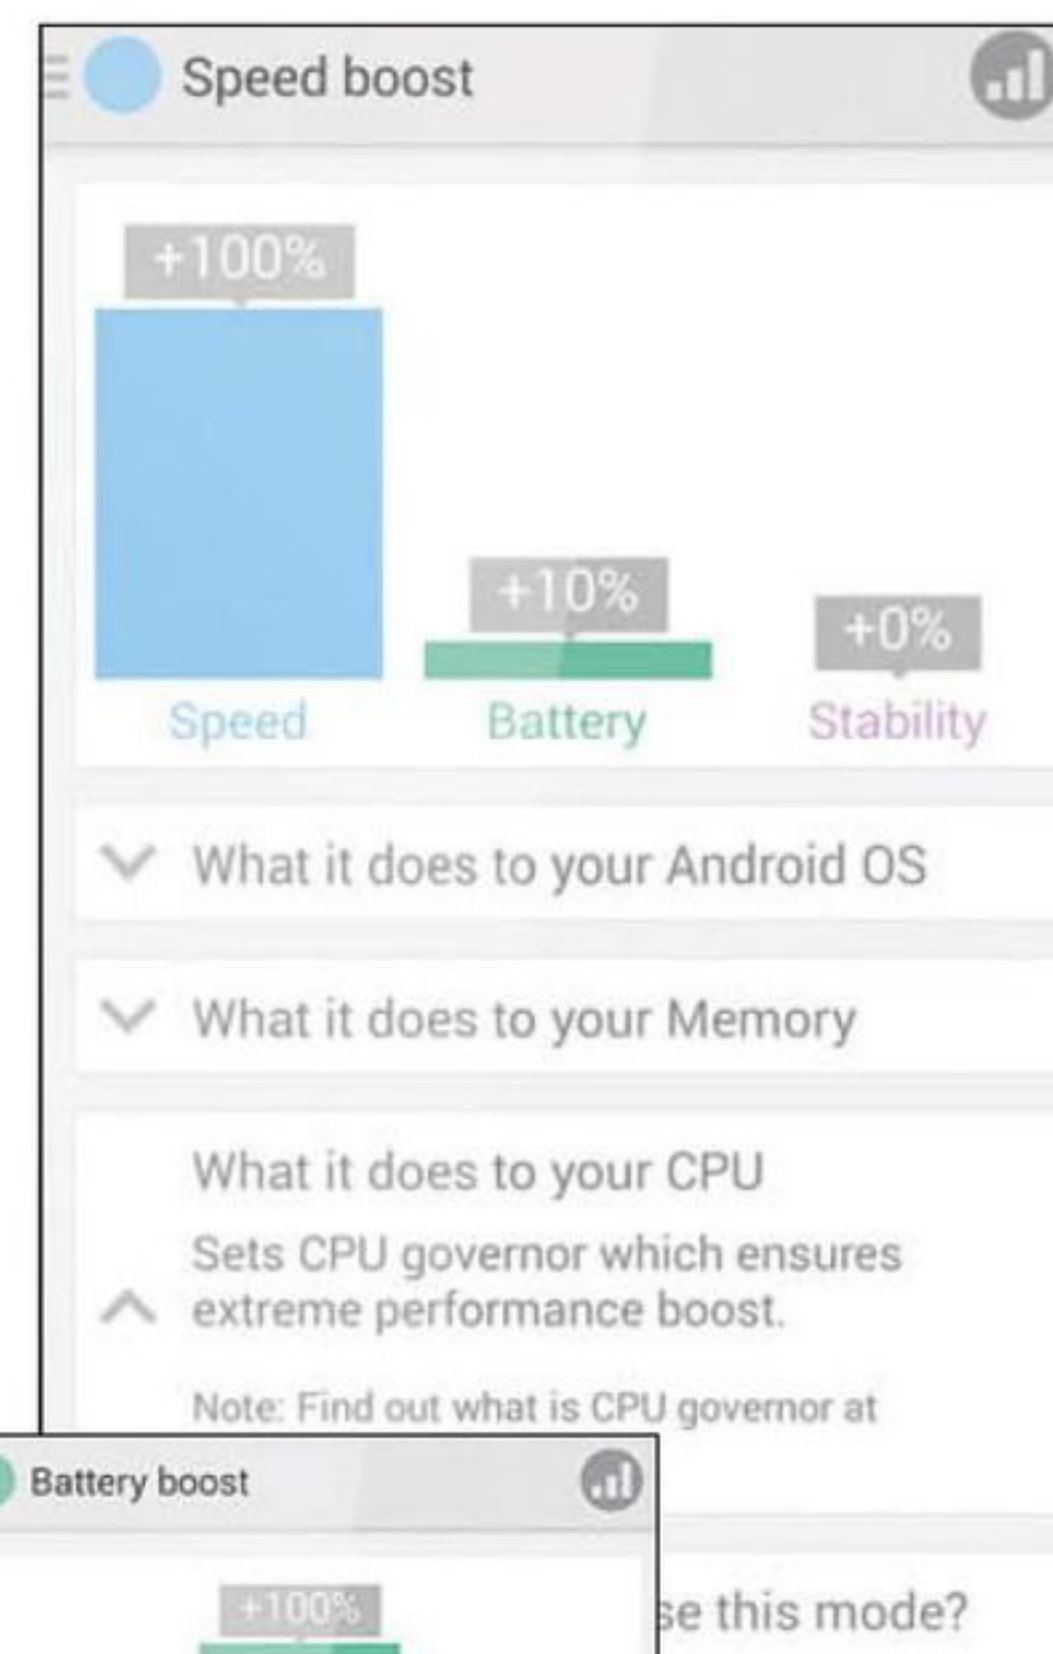 Speed boost
+100%
+10%
+0%
Speed Battery Stability
What it does to your Android OS
What it does to your Memory
What it does to your CPU
Sets CPU governor which ensures
extreme performance boost.
Note: Find out what is CPU governor at
Battery boost
+100%
se this mode?